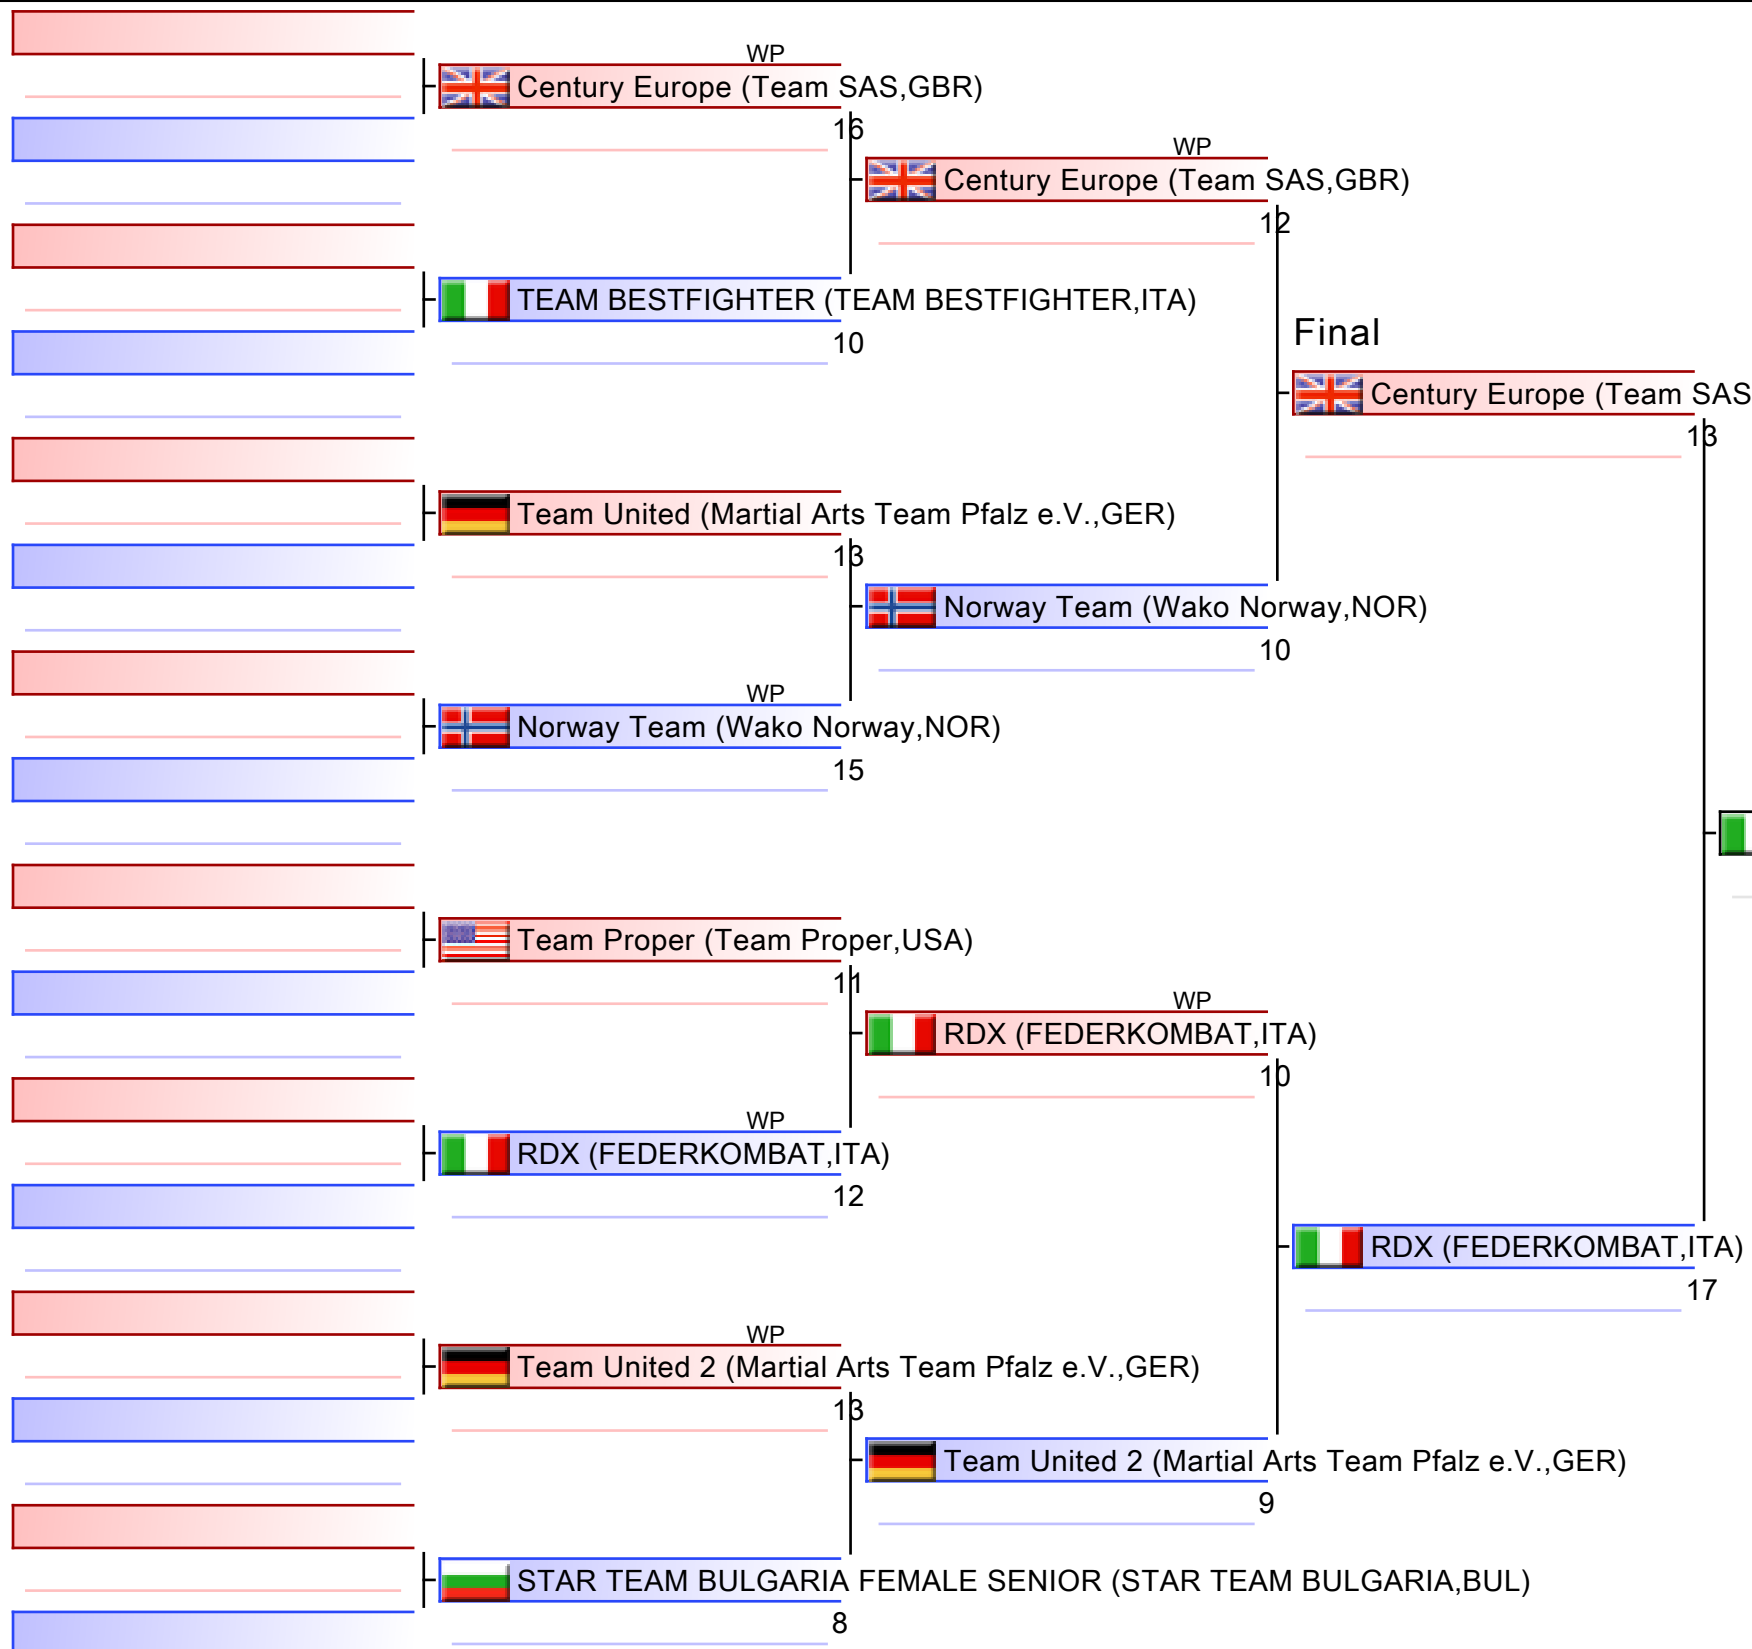 WP
Century Europe (Team SAS,GBR)
16
WP
Century Europe (Team SAS,GBR)
12
TEAM BESTFIGHTER (TEAM BESTFIGHTER,ITA)
10
Final
Century Europe (Team SAS
13
Team United (Martial Arts Team Pfalz e.V.,GER)
13
Norway Team (Wako Norway,NOR)
10
WP
Norway Team (Wako Norway,NOR)
15
Team Proper (Team Proper,USA)
11
WP
RDX (FEDERKOMBAT,ITA)
10
WP
RDX (FEDERKOMBAT,ITA)
12
RDX (FEDERKOMBAT,ITA)
17
WP
Team United 2 (Martial Arts Team Pfalz e.V.,GER)
13
Team United 2 (Martial Arts Team Pfalz e.V.,GER)
9
STAR TEAM BULGARIA FEMALE SENIOR (STAR TEAM BULGARIA,BUL)
8